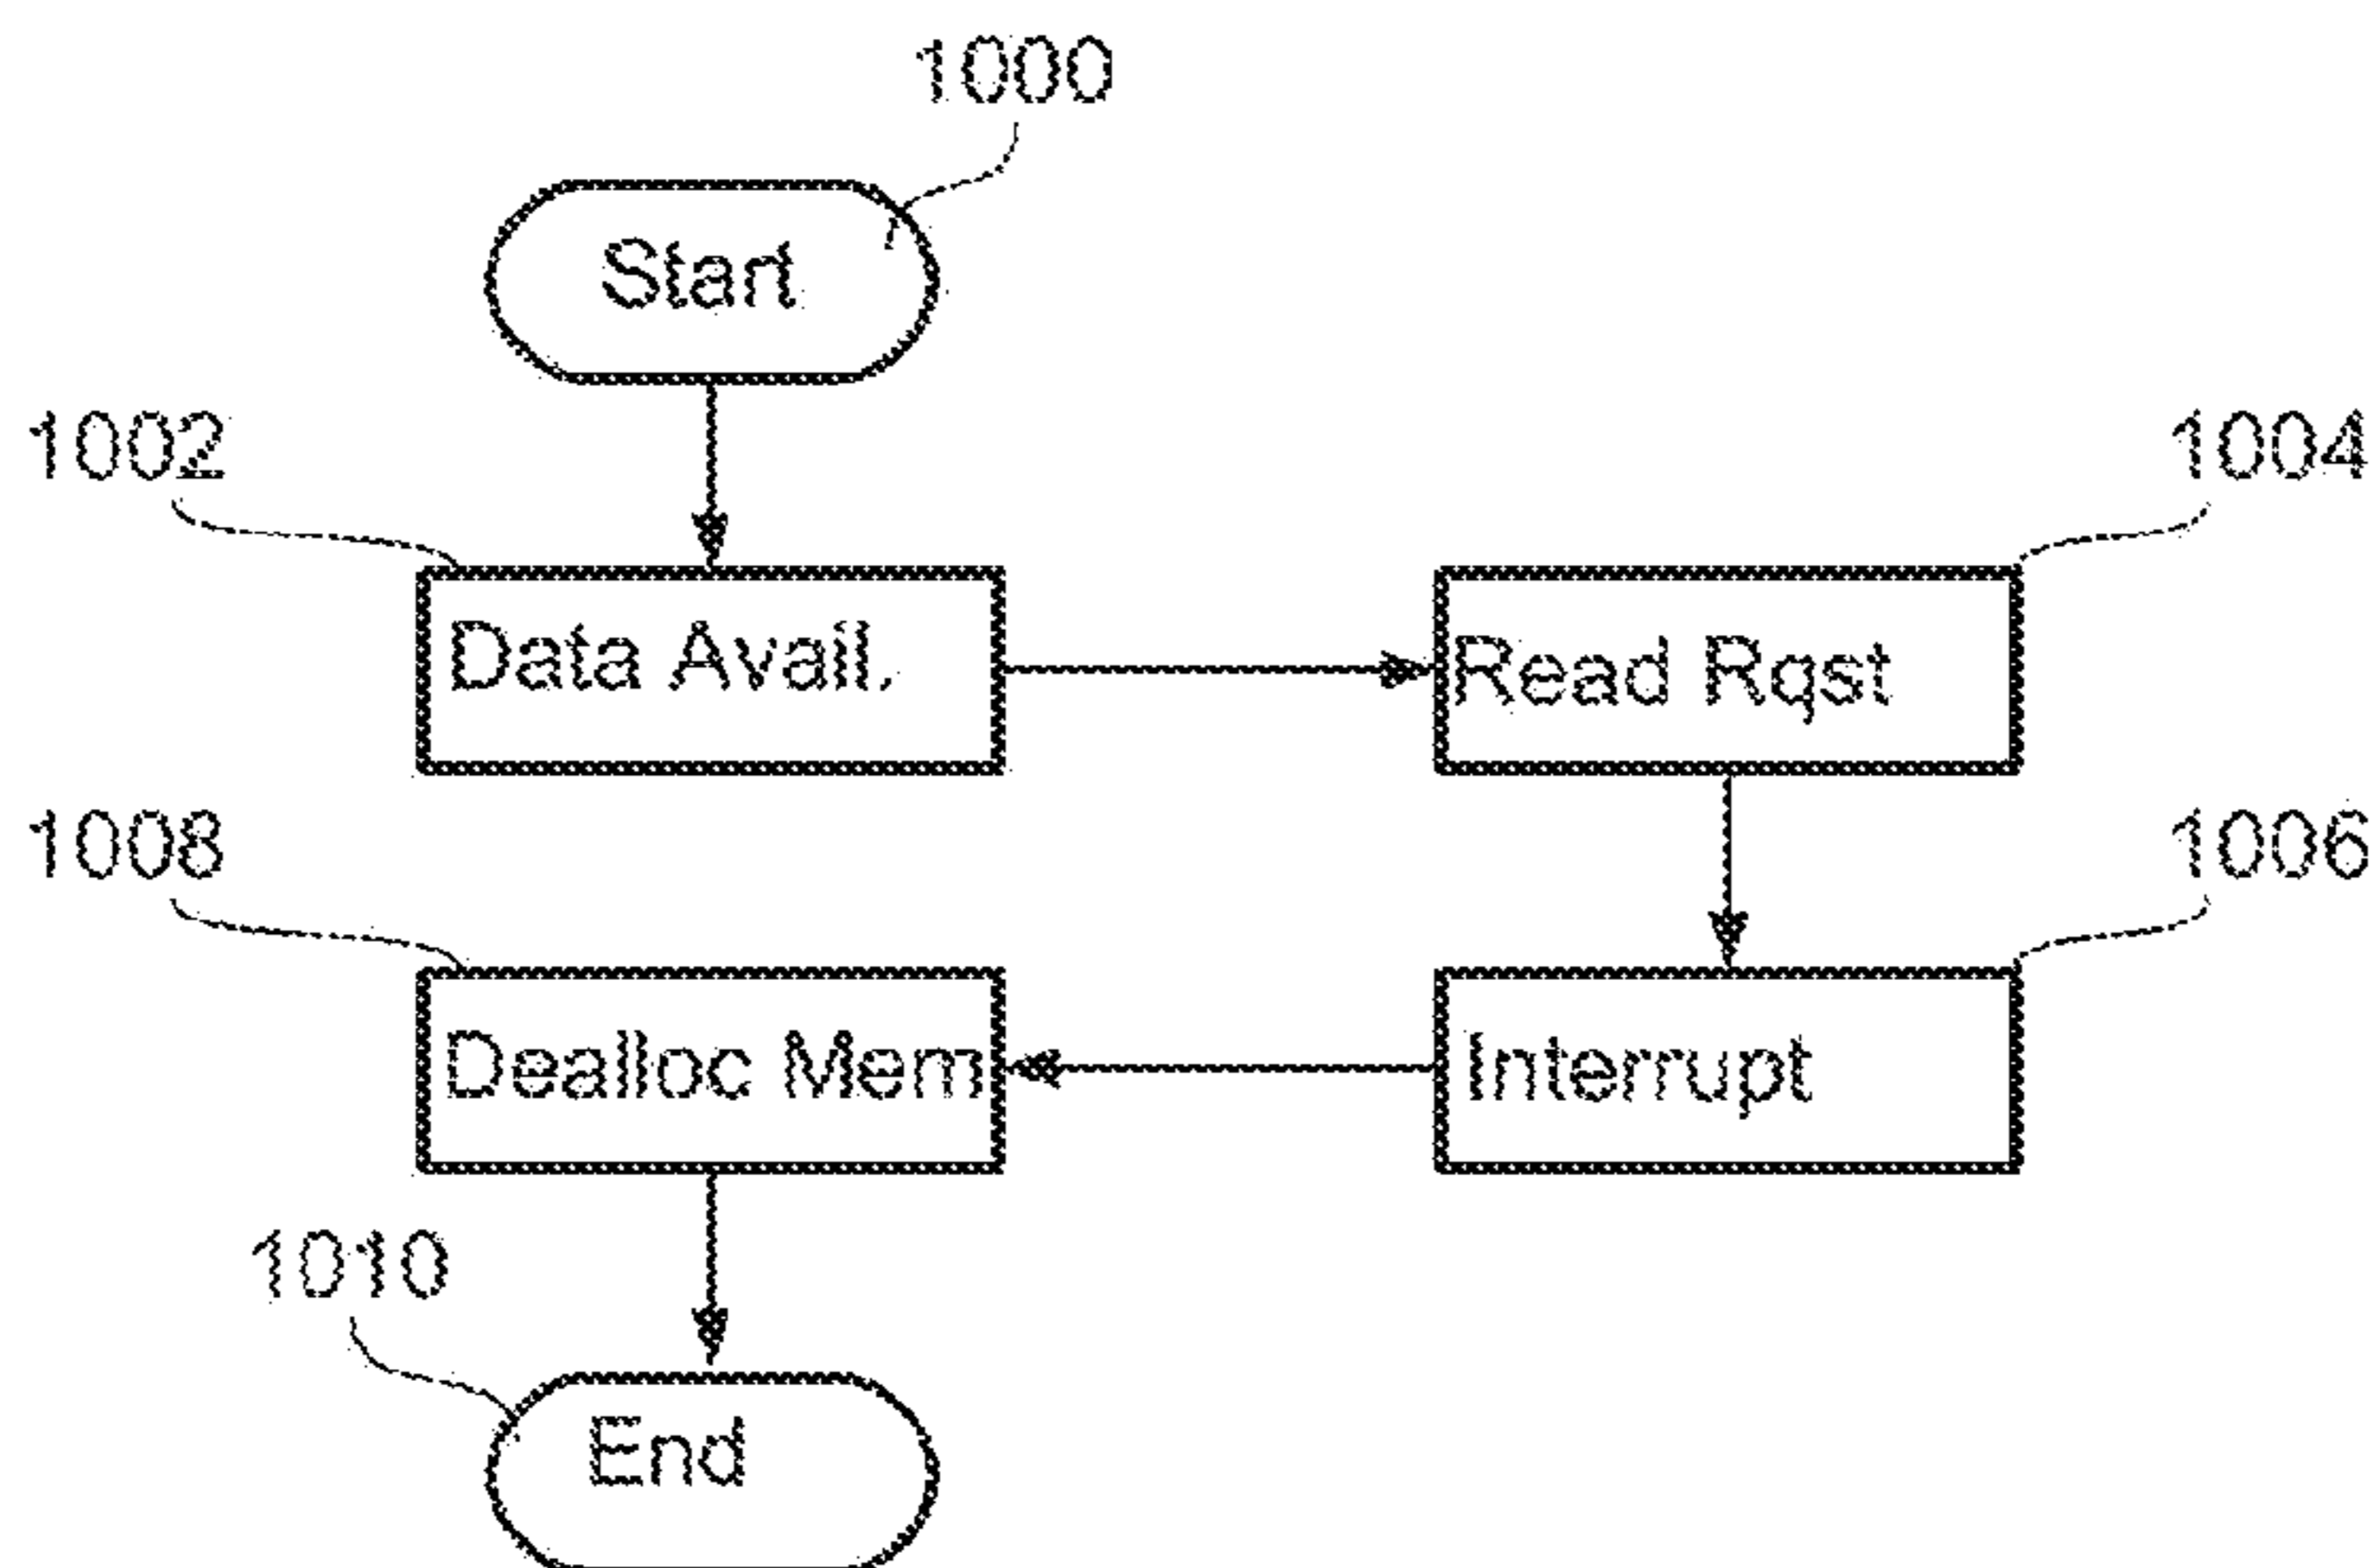 1000
Start
1002
1004
Data Avail.
Read Rqst
1008
1006
Dealloc Mem
Interrupt
1010
End